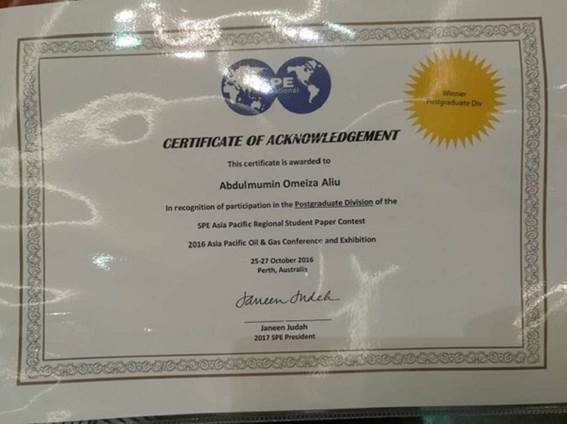 SPE
International
Winner
Postgraduate Div
CERTIFICATE OF ACKNOWLEDGEMENT
This certificate is awarded to
Abdulmumin Omeiza Aliu
In recognition of participation in the Postgraduate Division of the
SPE Asia Pacific Regional Student Paper Contest
2016 Asia Pacific Oil & Gas Conference and Exhibition
25-27 October 2016
Perth, Australia
Janeen Judah
Janeen Judah
2017 SPE President